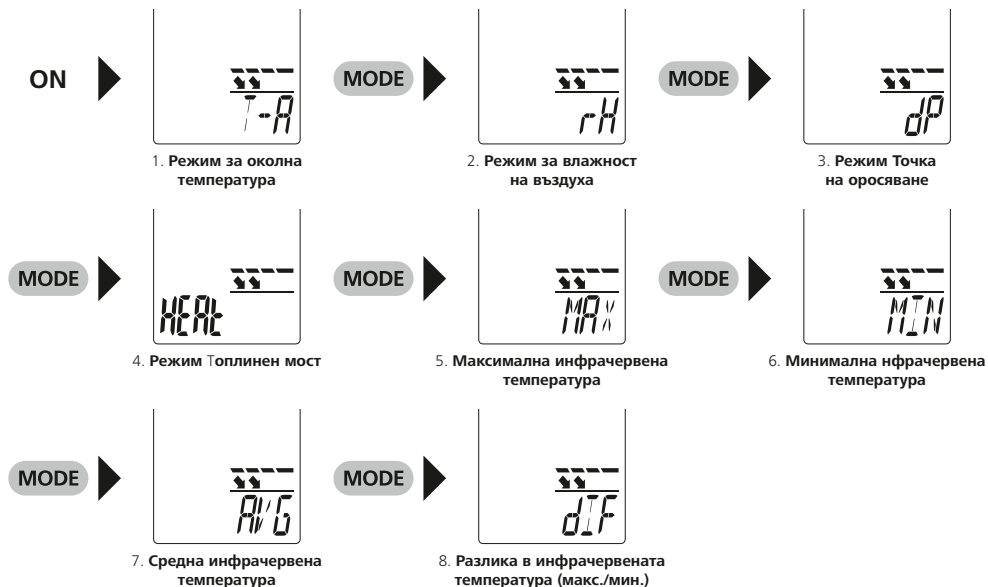 ON
T-A
1. Режим за околна
температура
MODE
rH
2. Режим за влажност
на въздуха
MODE
dP
3. Режим Точка
на оросяване
MODE
HEAt
4. Режим Топлинен мост
MODE
MAX
5. Максимална инфрачервена
температура
MODE
MIN
6. Минимална нфрачервена
температура
MODE
AVG
7. Средна инфрачервена
температура
MODE
dIF
8. Разлика в инфрачервената
температура (макс./мин.)